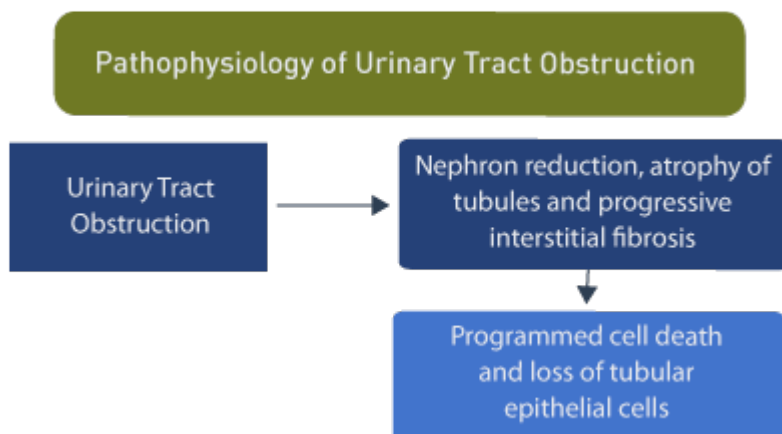 Pathophysiology of Urinary Tract Obstruction
Urinary Tract
Obstruction
Nephron reduction, atrophy of
tubules and progressive
interstitial fibrosis
Programmed cell death
and loss of tubular
epithelial cells